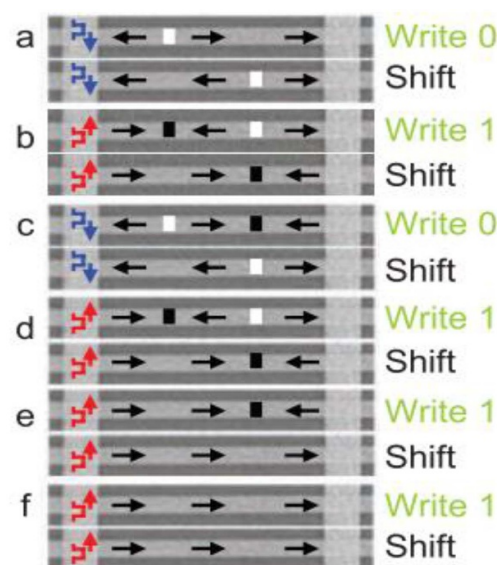 a Write 0
Shift
b Write 1
Shift
c Write 0
Shift
d Write 1
Shift
e Write 1
Shift
f Write 1
Shift